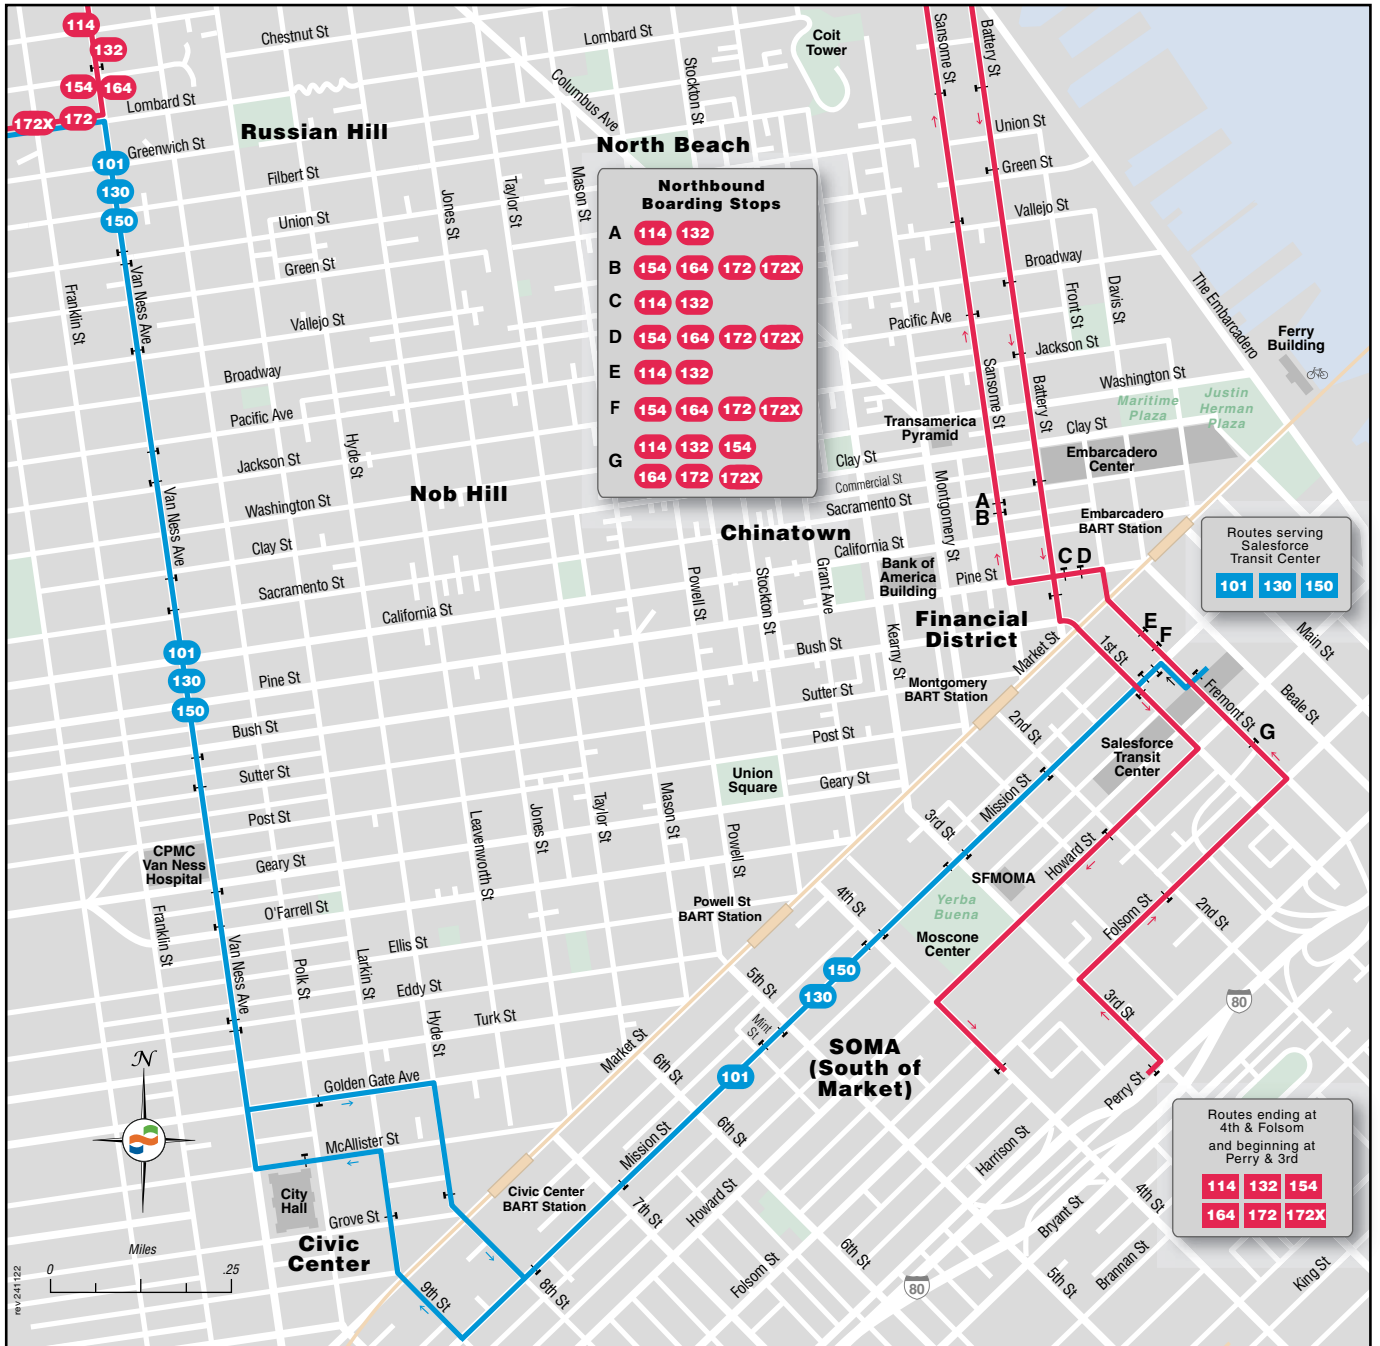 114
132
154
164
172X
172
Lombard St
Greenwich St
101
130
150
Chestnut St
Lombard St
Columbus Ave
Stockton St
Coit
Tower
Russian Hill
North Beach
Filbert St
Union St
Green St
Vallejo St
Broadway
Pacific Ave
Jackson St
Washington St
Clay St
Sacramento St
California St
Franklin St
Van Ness Ave
Jones St
Taylor St
Mason St
Hyde St
Van Ness Ave
Nob Hill
Northbound
Boarding Stops
A 114 132
B 154 164 172 172X
C 114 132
D 154 164 172 172X
E 114 132
F 154 164 172 172X
G 114 132 154
164 172 172X
Sansome St
Battery St
Union St
Green St
Vallejo St
Broadway
Pacific Ave
Front St
Davis St
The Embarcadero
Ferry
Building
Jackson St
Washington St
Sansome St
Battery St
Maritime
Plaza
Justin
Herman
Plaza
Transamerica
Pyramid
Clay St
Embarcadero
Center
Clay St
Commercial St
Sacramento St
Montgomery St
A
B
Embarcadero
BART Station
Chinatown
California St
Bank of
America
Building
Pine St
C D
Routes serving
Salesforce
Transit Center
101 130 150
Powell St
Stockton St
Grant Ave
Kearny St
Financial
District
Market St
1st St
E
F
Main St
Bush St
Sutter St
Post St
Geary St
Montgomery
BART Station
2nd St
Fremont St
Beale St
G
Salesforce
Transit
Center
101
130
150
Pine St
Bush St
Sutter St
Post St
Geary St
O'Farrell St
Ellis St
Eddy St
Turk St
CPMC
Van Ness
Hospital
Franklin St
Van Ness Ave
Polk St
Larkin St
Hyde St
Leavenworth St
Jones St
Taylor St
Mason St
Powell St
Union
Square
Mission St
3rd St
Howard St
SFMOMA
Yerba
Buena
Moscone
Center
Powell St
BART Station
4th St
Folsom St
2nd St
150
130
5th St
Mint
St
3rd St
80
101
SOMA
(South of
Market)
Perry St
Market St
6th St
N
Golden Gate Ave
McAllister St
City
Hall
Grove St
Civic
Center
Civic Center
BART Station
Mission St
6th St
7th St
Howard St
8th St
9th St
Folsom St
6th St
80
Harrison St
Bryant St
4th St
5th St
Brannan St
King St
Routes ending at
4th & Folsom
and beginning at
Perry & 3rd
114 132 154
164 172 172X
Miles
0 .25
rev 241122